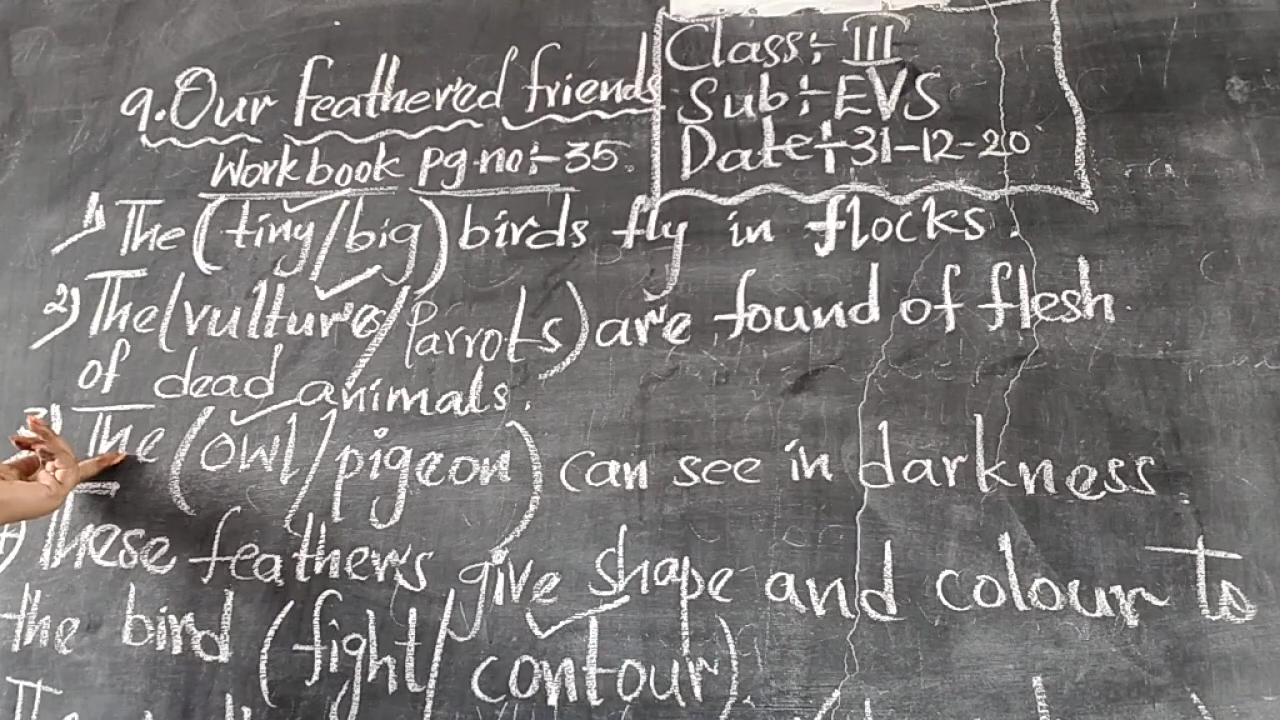 Class:- III
Sub:- EVS
Date:-31-12-20
9.Our feathered friends
Work book pg.no:-35
1) The (tiny/big) birds fly in flocks.
2) The (vultures/Parrots) are found of flesh
of dead animals.
3) The (owl/pigeon) can see in darkness.
4) These feathers give shape and colour to
the bird (fight/contour).